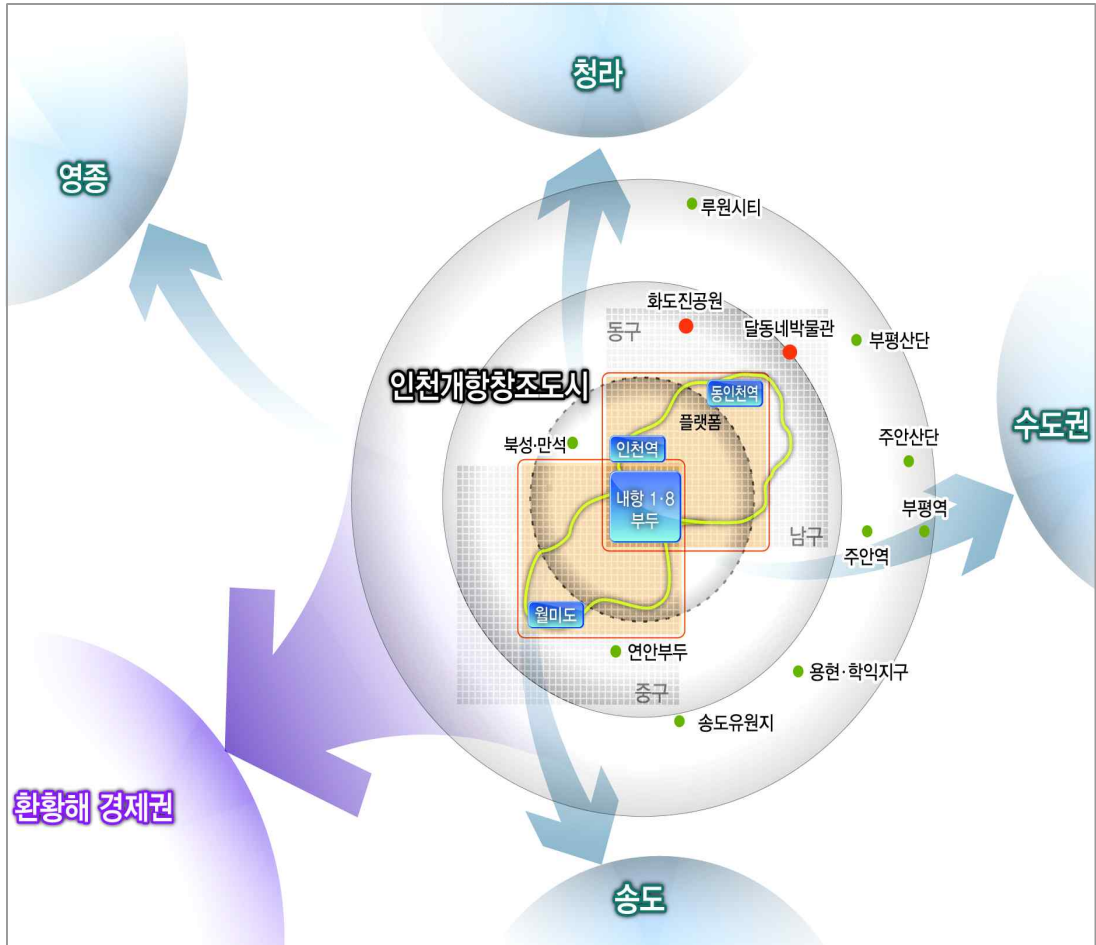 청라
영종
루원시티
화도진공원
동구
달동네박물관
부평산단
인천개항창조도시
동인천역
플랫폼
수도권
북성·만석
인천역
주안산단
내항 1·8
부두
부평역
남구
주안역
월미도
연안부두
용현·학익지구
중구
송도유원지
환황해 경제권
송도